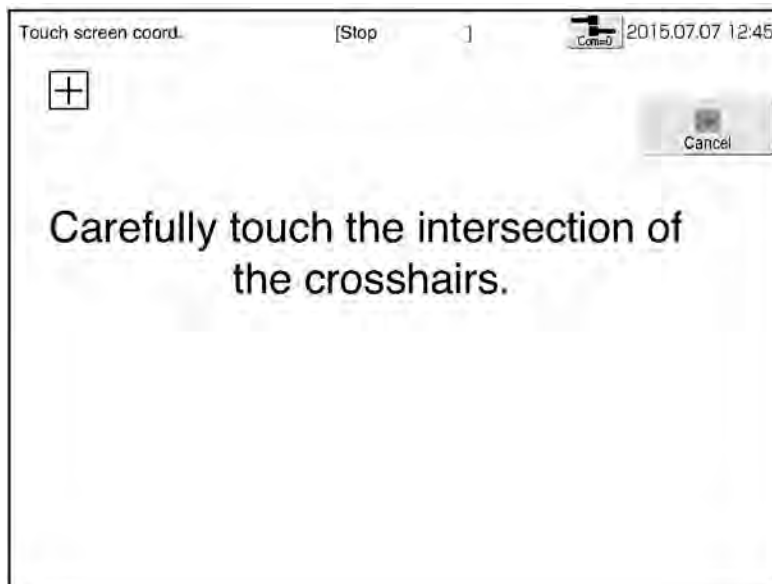 Touch screen coord. [Stop ] Com=0 2015.07.07 12:45
Cancel
Carefully touch the intersection of
the crosshairs.